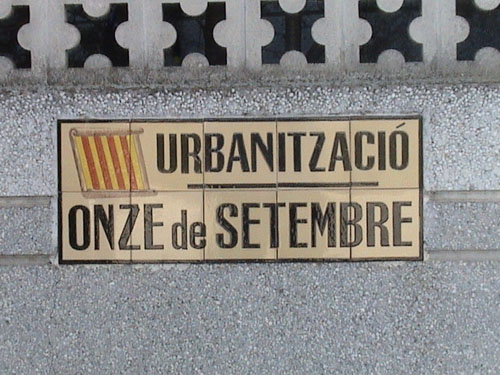 URBANITZACIÓ
ONZE de SETEMBRE